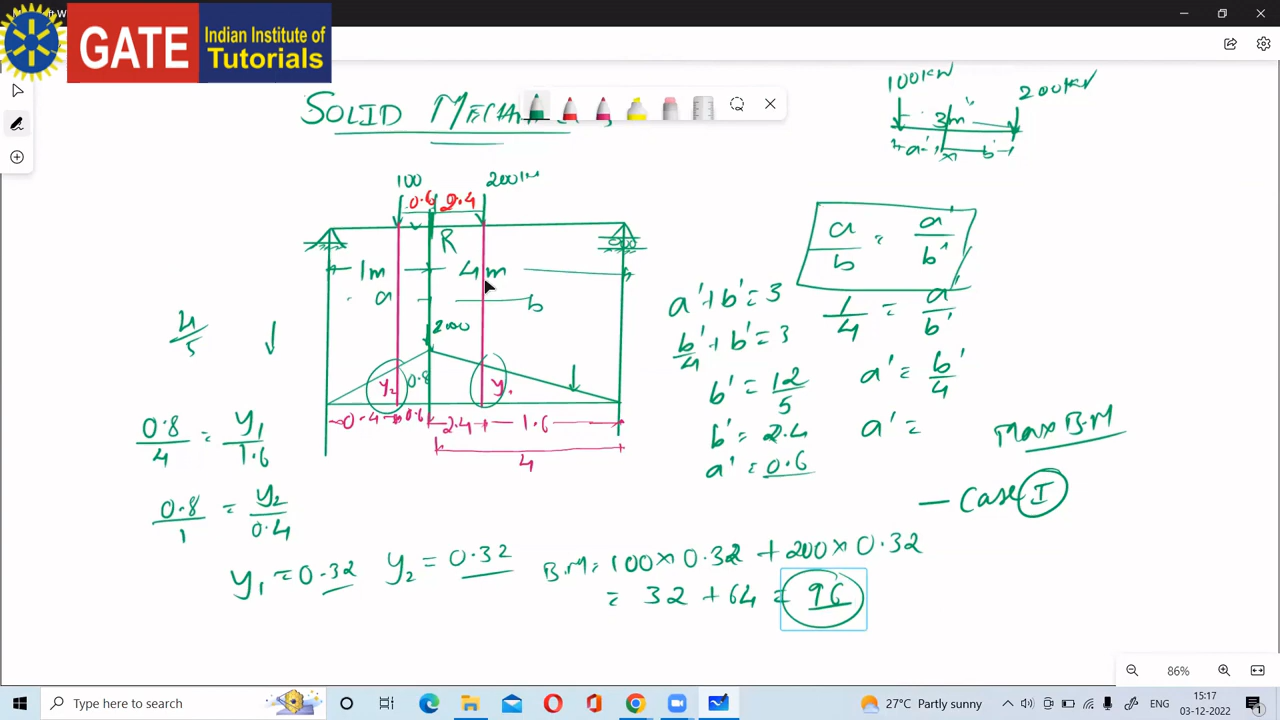 GATE Indian Institute of Tutorials
SOLID MECHANICS
100kN
200kN
3m
a' b'
100 200kN
0.6 2.4
R
1m 4m
a b
2000
y2 0.8 y1
0.4 0.6 2.4 1.6
4
4/5
0.8/4 = y1/1.6
0.8/1 = y2/0.4
y1 = 0.32 y2 = 0.32
a/b = a'/b'
1/4 = a'/b'
a' = b'/4
a' =
a'+b' = 3
b'/4 + b' = 3
b' = 12/5
b' = 2.4
a' = 0.6
Max B.M
— Case I
B.M = 100×0.32 + 200×0.32
= 32 + 64 = 96
86%
Type here to search
27°C Partly sunny
15:17
03-12-2022